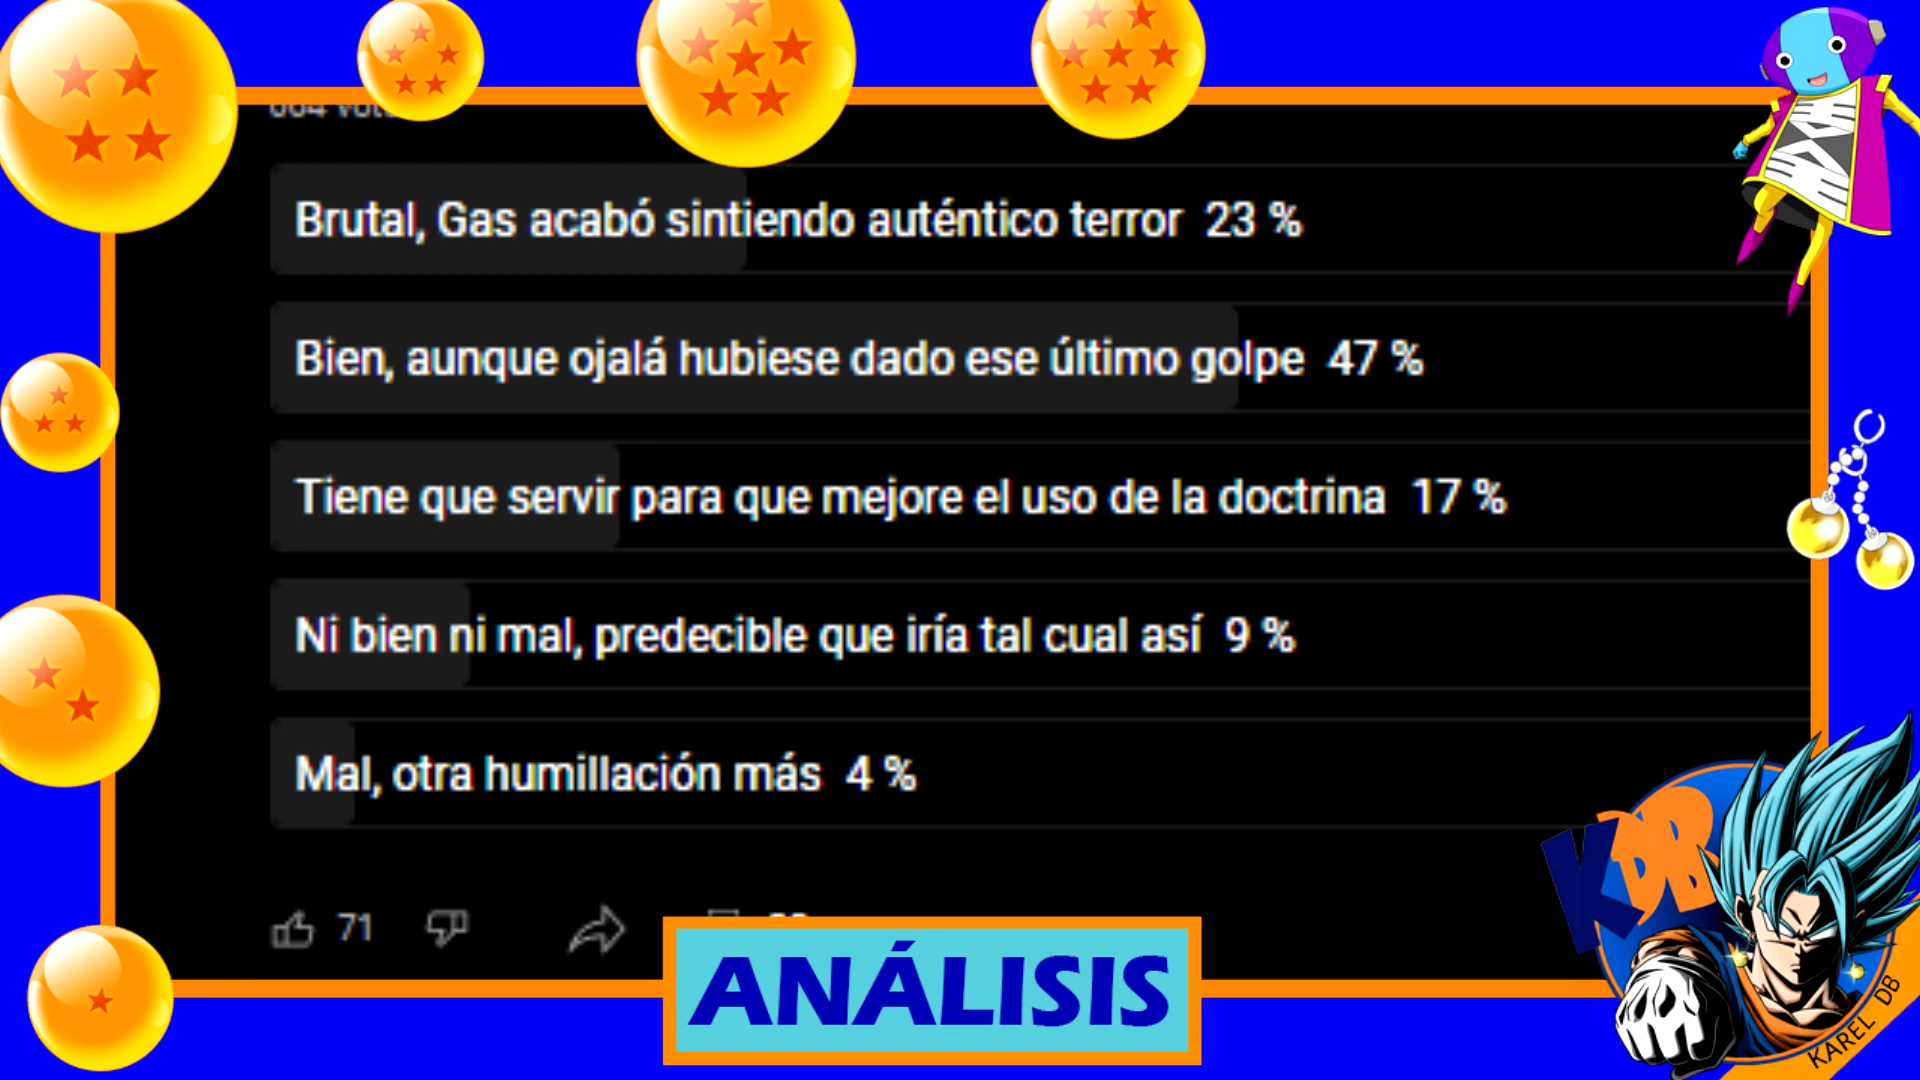 Brutal, Gas acabó sintiendo auténtico terror 23 %
Bien, aunque ojalá hubiese dado ese último golpe 47 %
Tiene que servir para que mejore el uso de la doctrina 17 %
Ni bien ni mal, predecible que iría tal cual así 9 %
Mal, otra humillación más 4 %
71
ANÁLISIS
KDB
KAREL DB